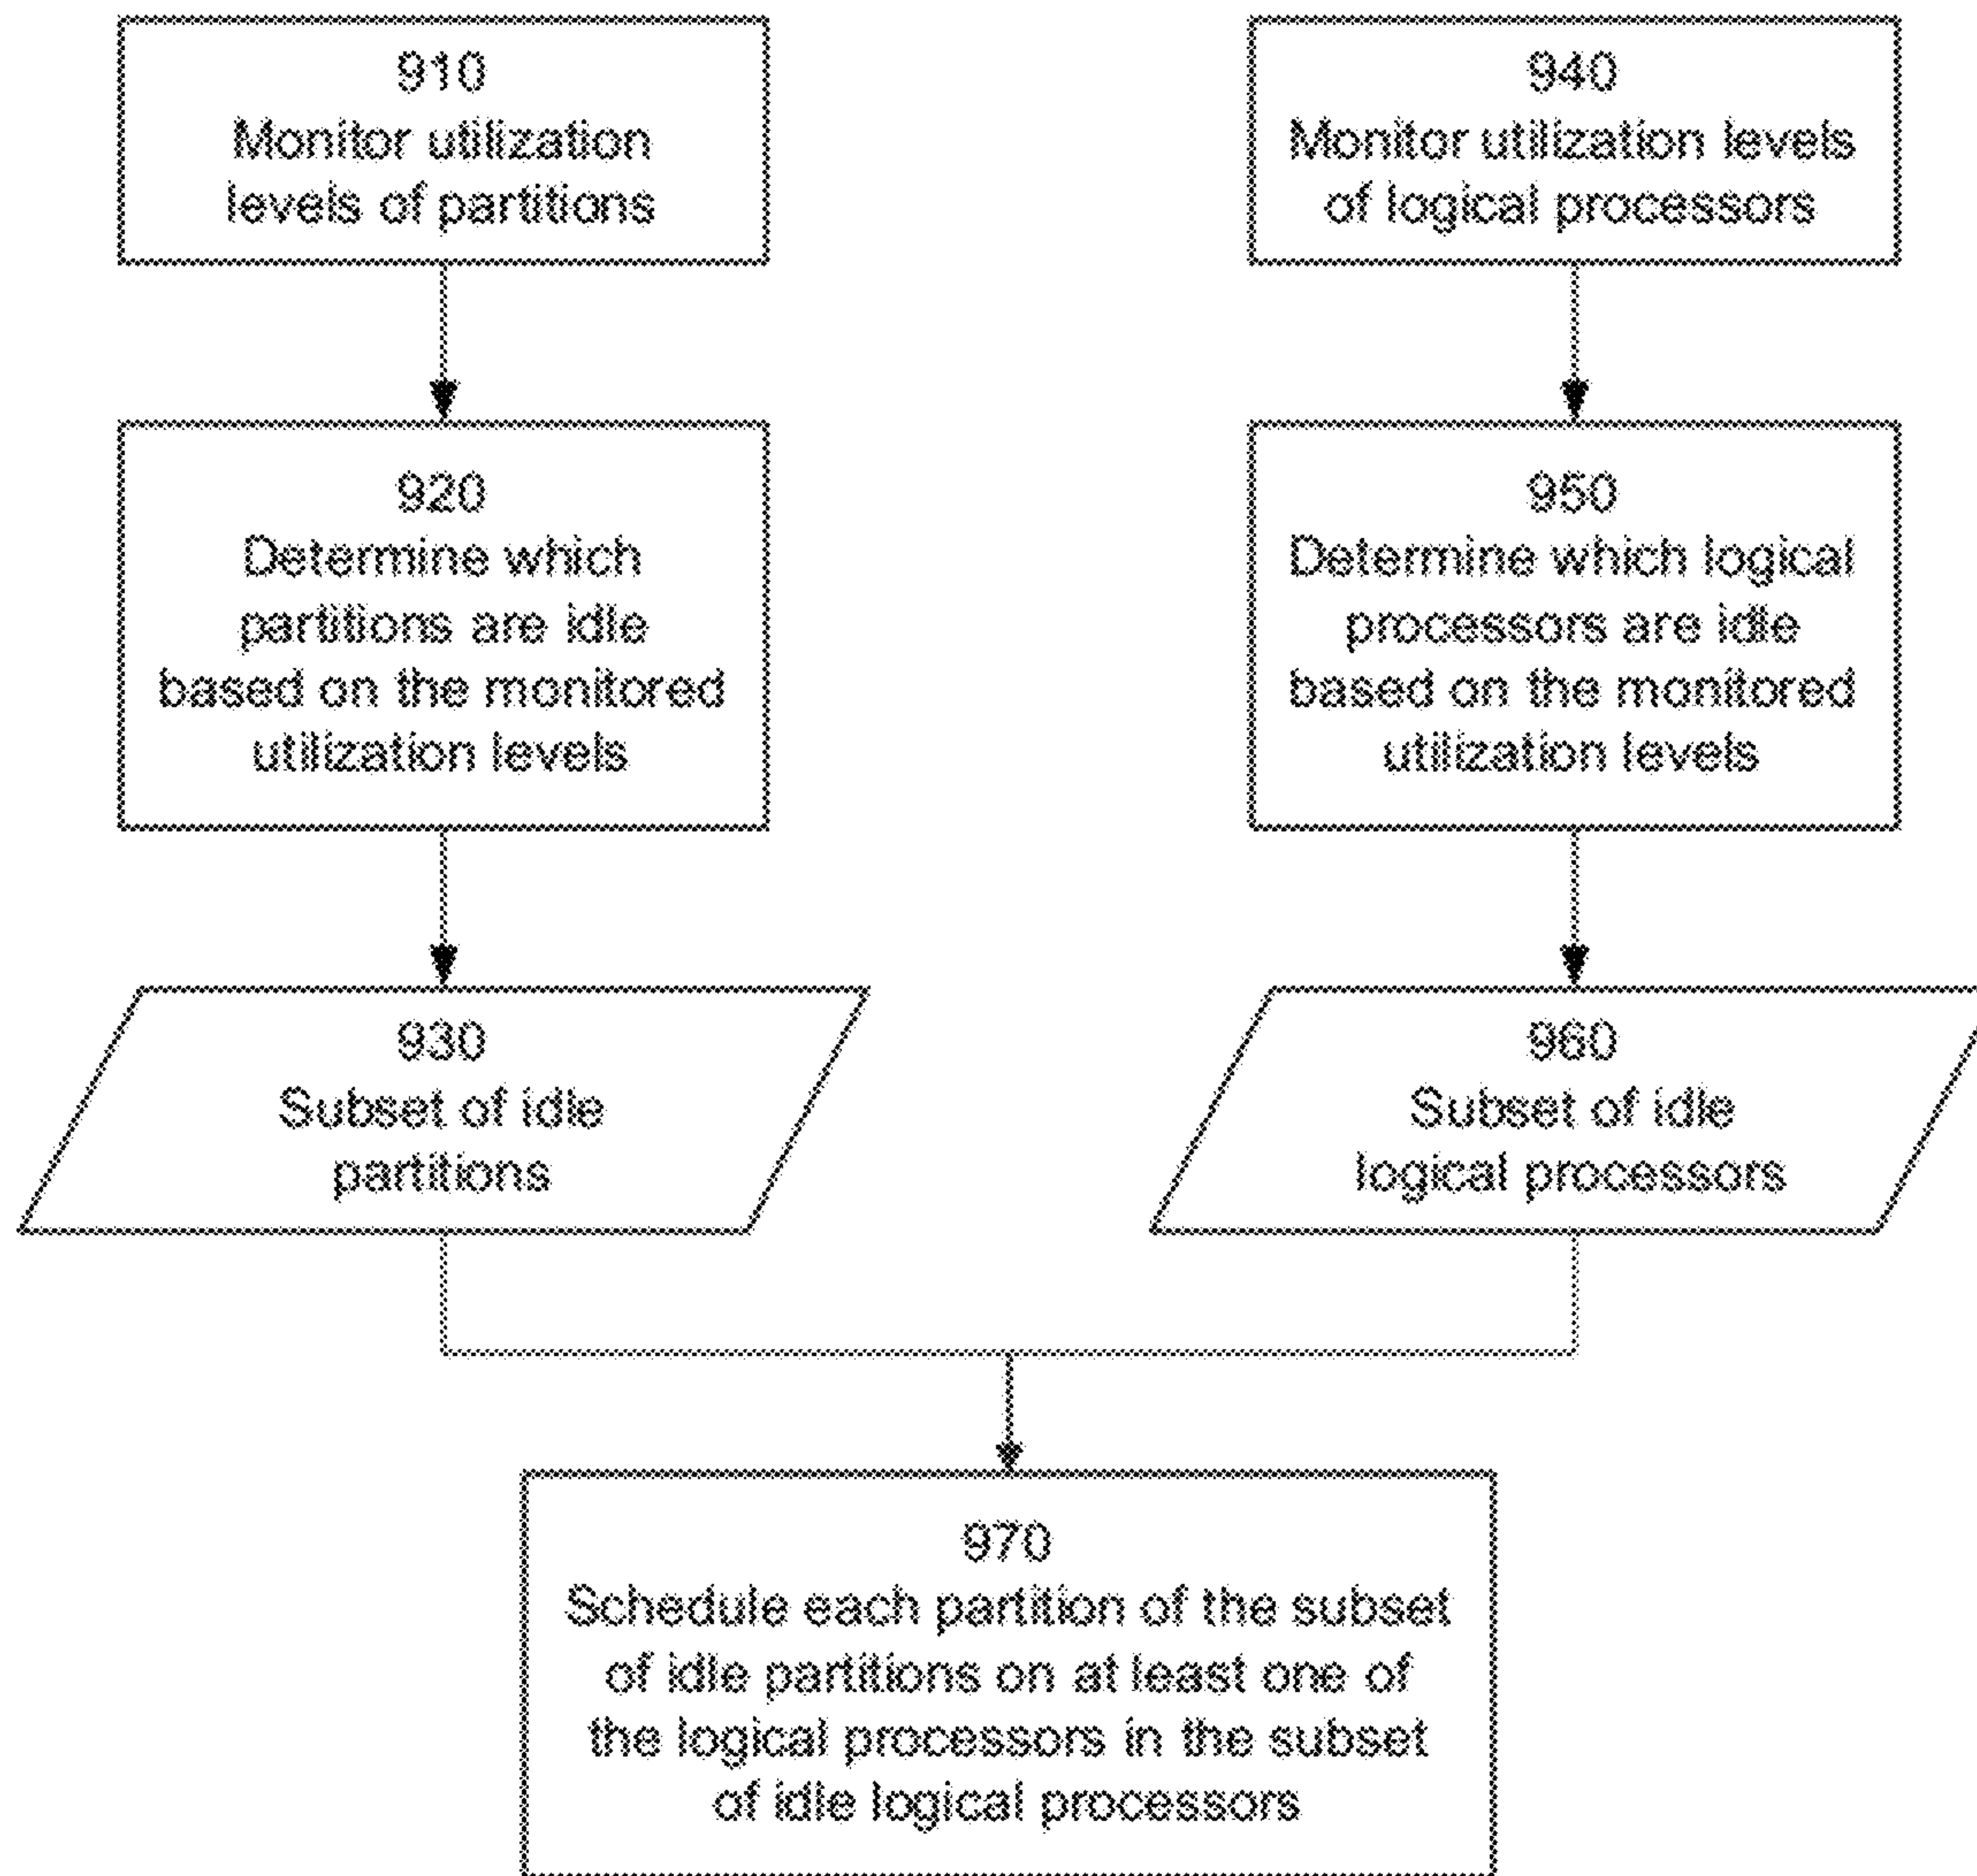 910
Monitor utilization
levels of partitions
920
Determine which
partitions are idle
based on the monitored
utilization levels
930
Subset of idle
partitions
940
Monitor utilization levels
of logical processors
950
Determine which logical
processors are idle
based on the monitored
utilization levels
960
Subset of idle
logical processors
970
Schedule each partition of the subset
of idle partitions on at least one of
the logical processors in the subset
of idle logical processors